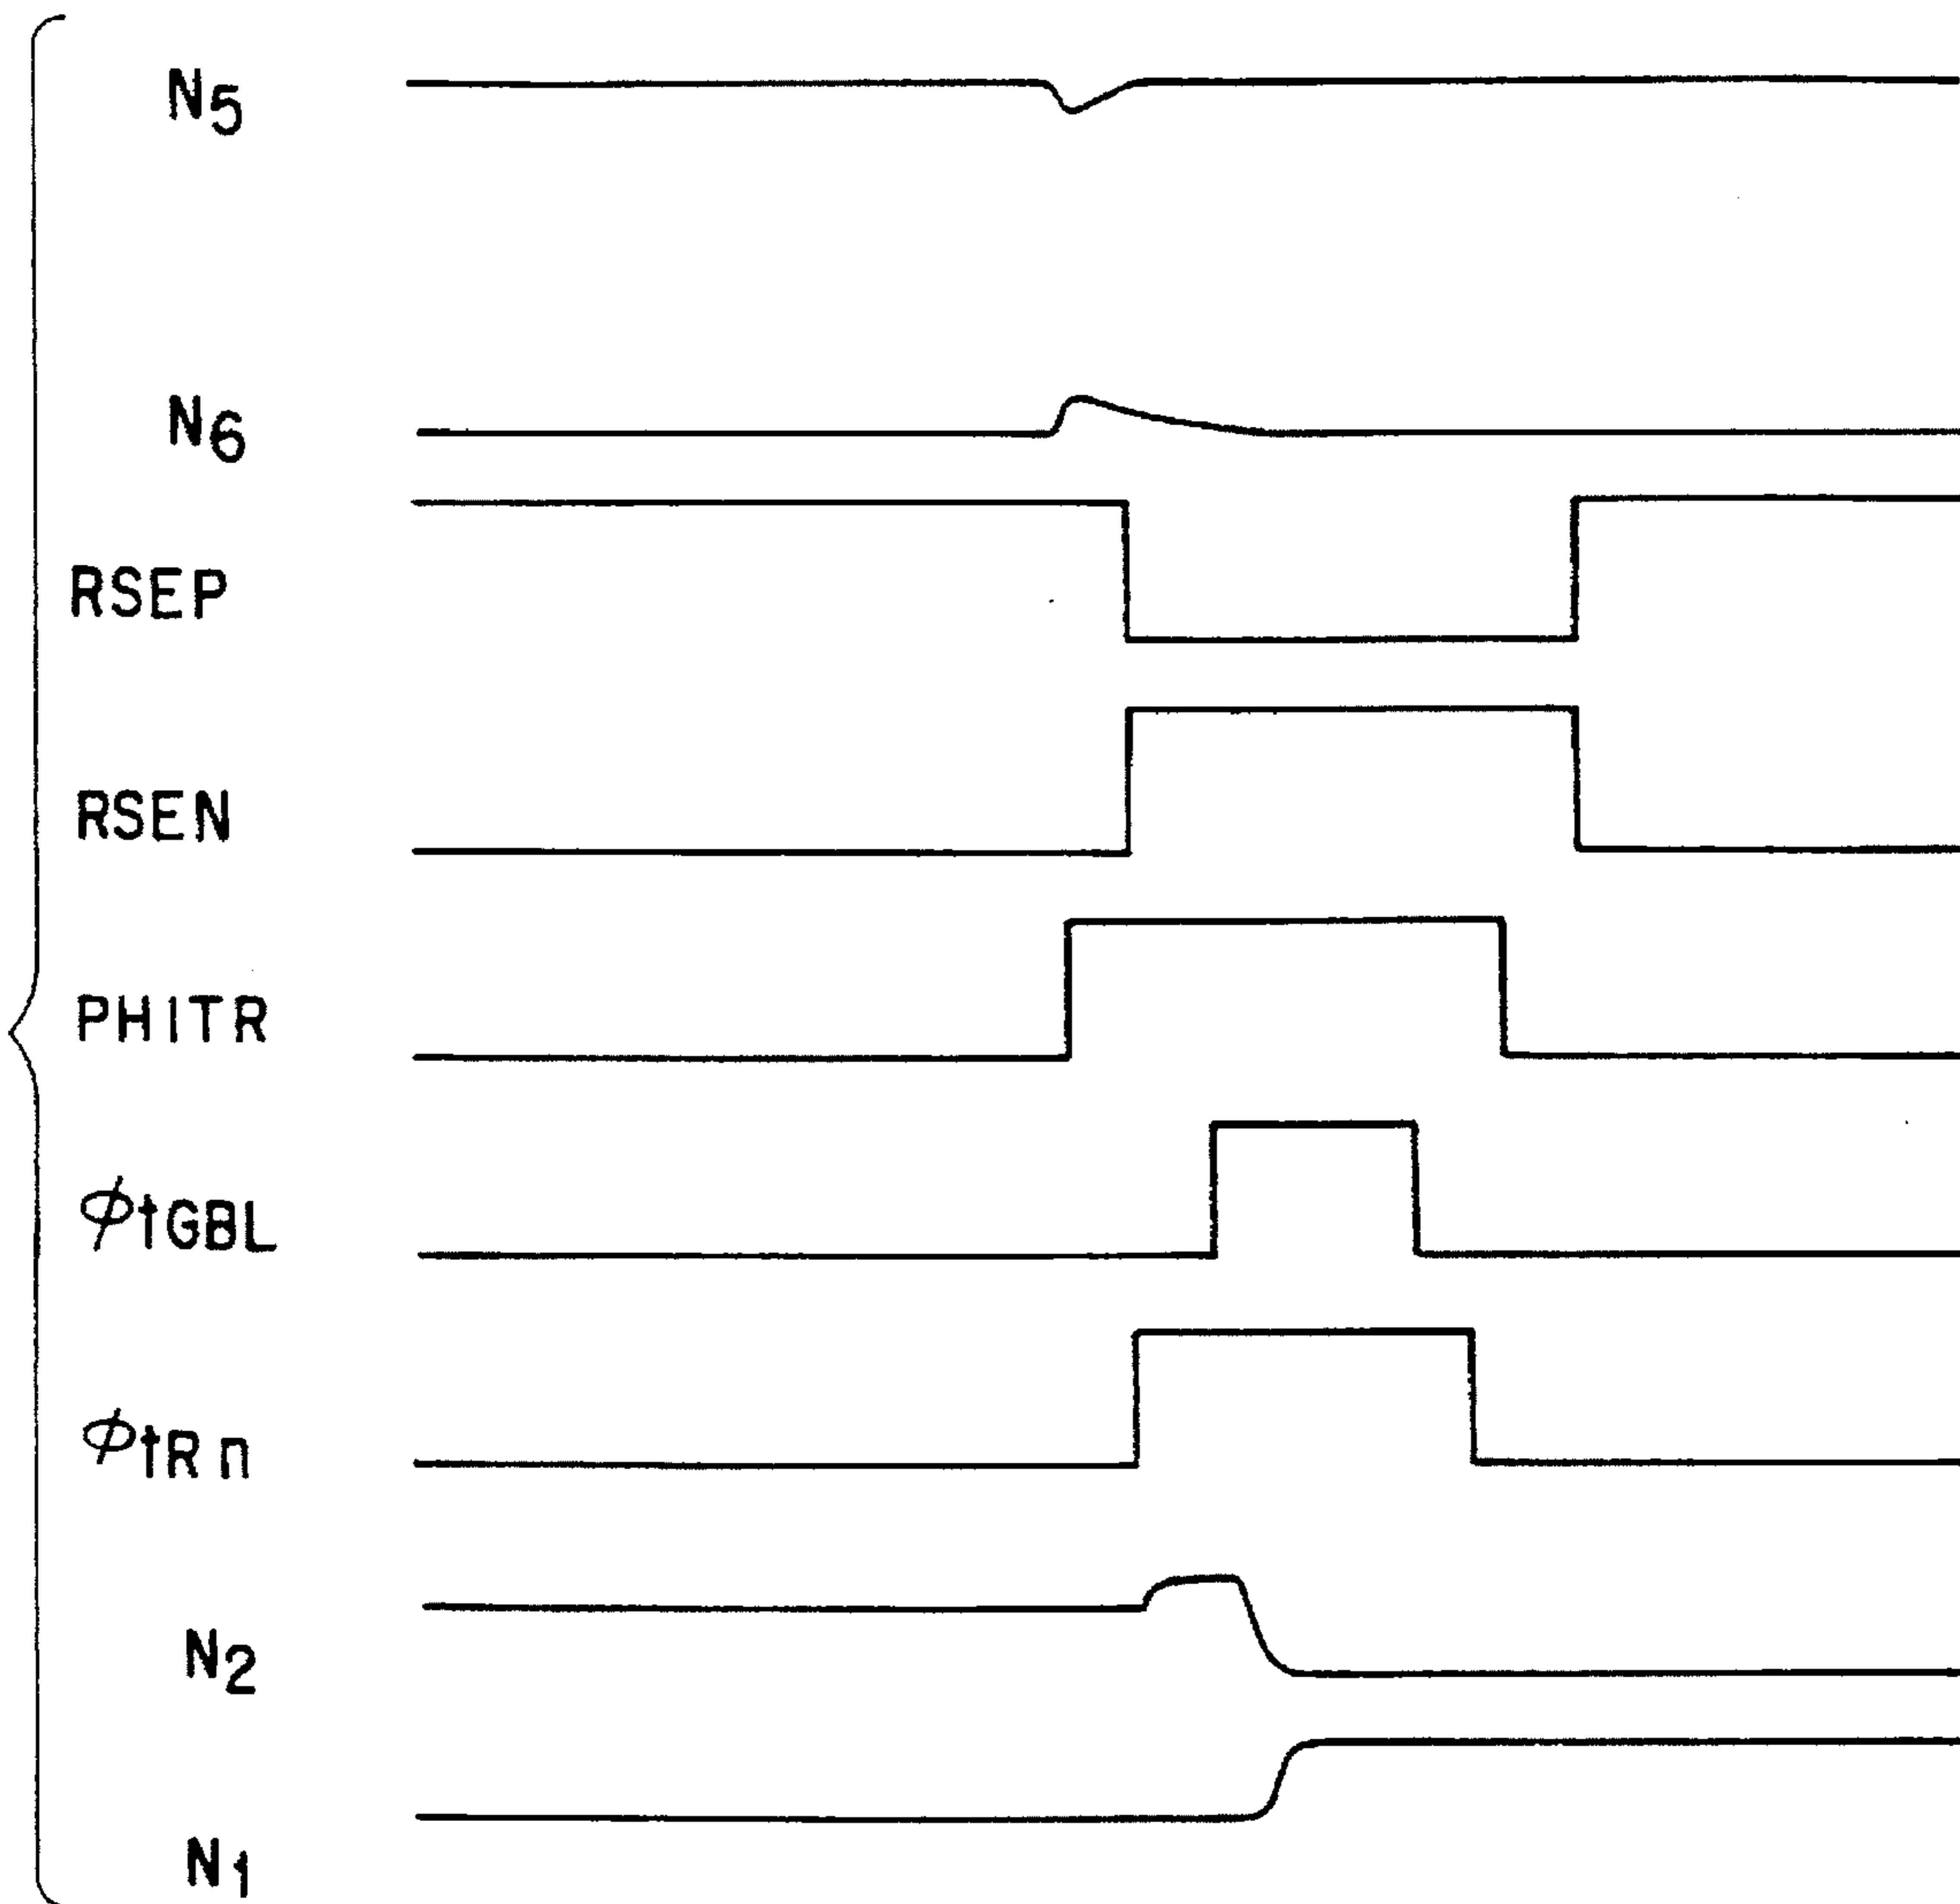 N5
N6
RSEP
RSEN
PHITR
ϕtGBL
ϕtRn
N2
N1